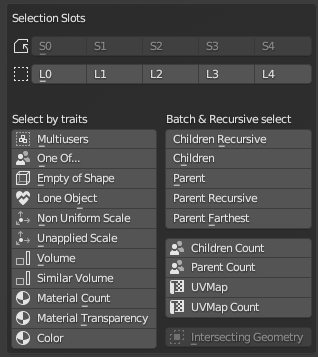 Selection Slots
S0 S1 S2 S3 S4
L0 L1 L2 L3 L4
Select by traits
Multiusers
One Of...
Empty of Shape
Lone Object
Non Uniform Scale
Unapplied Scale
Volume
Similar Volume
Material Count
Material Transparency
Color
Batch & Recursive select
Children Recursive
Children
Parent
Parent Recursive
Parent Farthest
Children Count
Parent Count
UVMap
UVMap Count
Intersecting Geometry